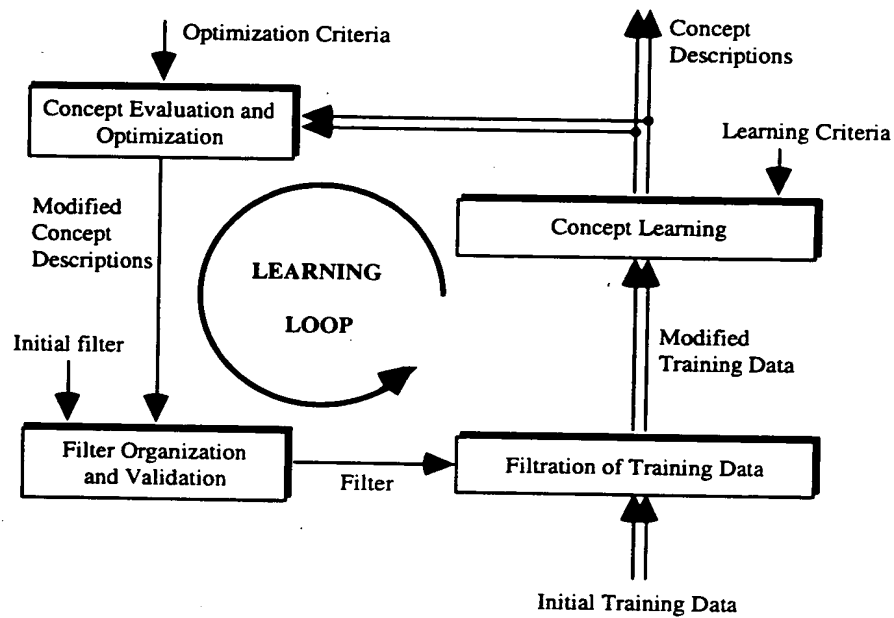 Optimization Criteria
Concept
Descriptions
Concept Evaluation and
Optimization
Learning Criteria
Modified
Concept
Descriptions
Concept Learning
LEARNING
LOOP
Initial filter
Modified
Training Data
Filter Organization
and Validation
Filter
Filtration of Training Data
Initial Training Data